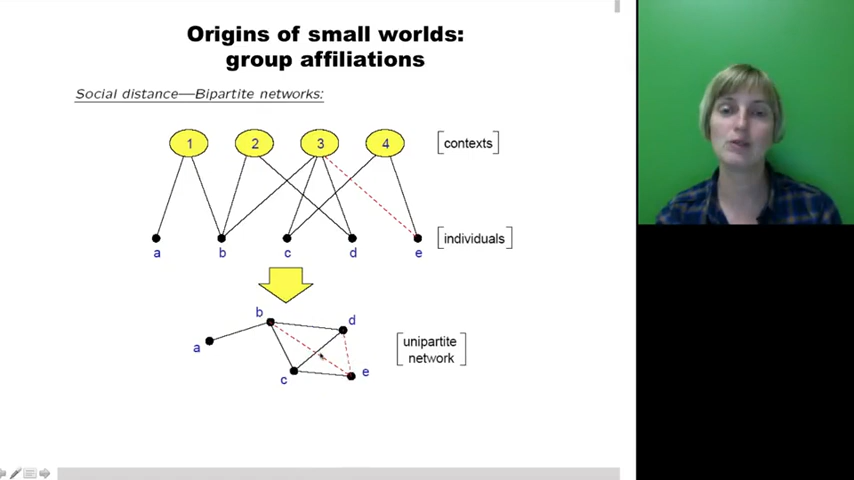 Origins of small worlds:
group affiliations
Social distance—Bipartite networks:
1 2 3 4 contexts
a b c d e individuals
b
d
a
unipartite
network
c
e